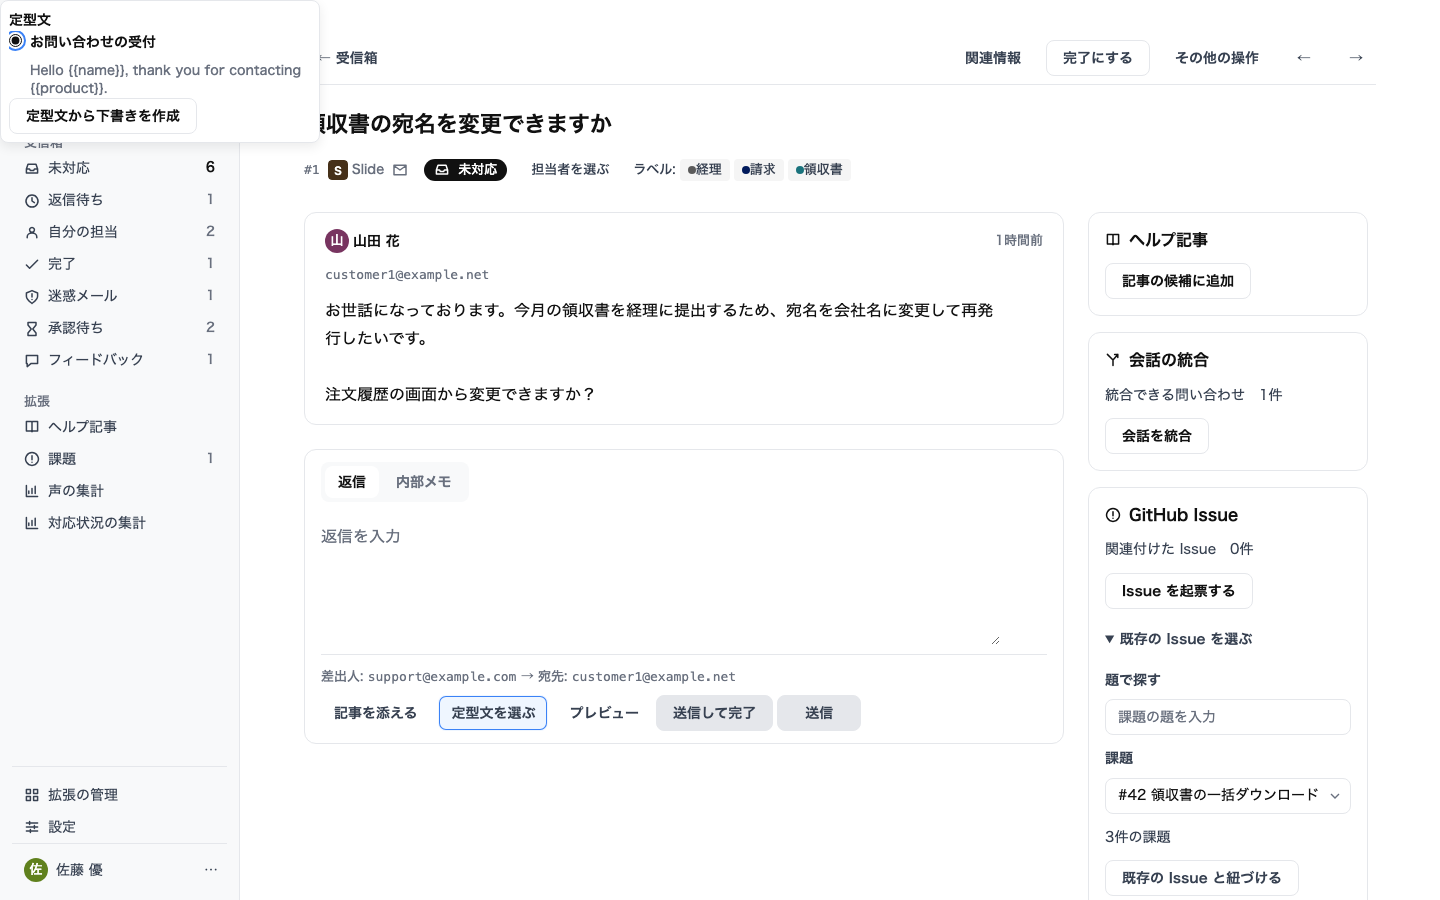 定型文
お問い合わせの受付
Hello {{name}}, thank you for contacting
{{product}}.
定型文から下書きを作成
未対応 6
返信待ち 1
自分の担当 2
完了 1
迷惑メール 1
承認待ち 2
フィードバック 1
拡張
ヘルプ記事
課題 1
声の集計
対応状況の集計
拡張の管理
設定
佐 佐藤 優 …
← 受信箱
関連情報 完了にする その他の操作 ← →
領収書の宛名を変更できますか
#1 S Slide 未対応 担当者を選ぶ ラベル: 経理 請求 領収書
山 山田 花 1時間前
customer1@example.net
お世話になっております。今月の領収書を経理に提出するため、宛名を会社名に変更して再発
行したいです。
注文履歴の画面から変更できますか？
返信 内部メモ
返信を入力
差出人: support@example.com → 宛先: customer1@example.net
記事を添える 定型文を選ぶ プレビュー 送信して完了 送信
ヘルプ記事
記事の候補に追加
会話の統合
統合できる問い合わせ 1件
会話を統合
GitHub Issue
関連付けた Issue 0件
Issue を起票する
▼ 既存の Issue を選ぶ
題で探す
課題の題を入力
課題
#42 領収書の一括ダウンロード
3件の課題
既存の Issue と紐づける